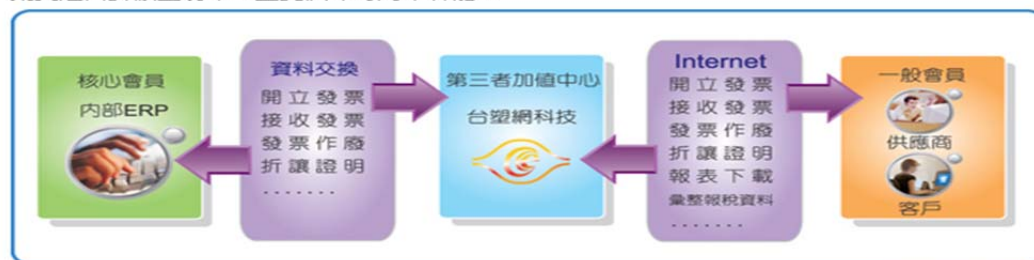 核心會員
內部ERP
資料交換
開立發票
接收發票
發票作廢
折讓證明
.......
第三者加值中心
台塑網科技
Internet
開立發票
接收發票
發票作廢
折讓證明
報表下載
彙整報稅資料
.......
一般會員
供應商
客戶